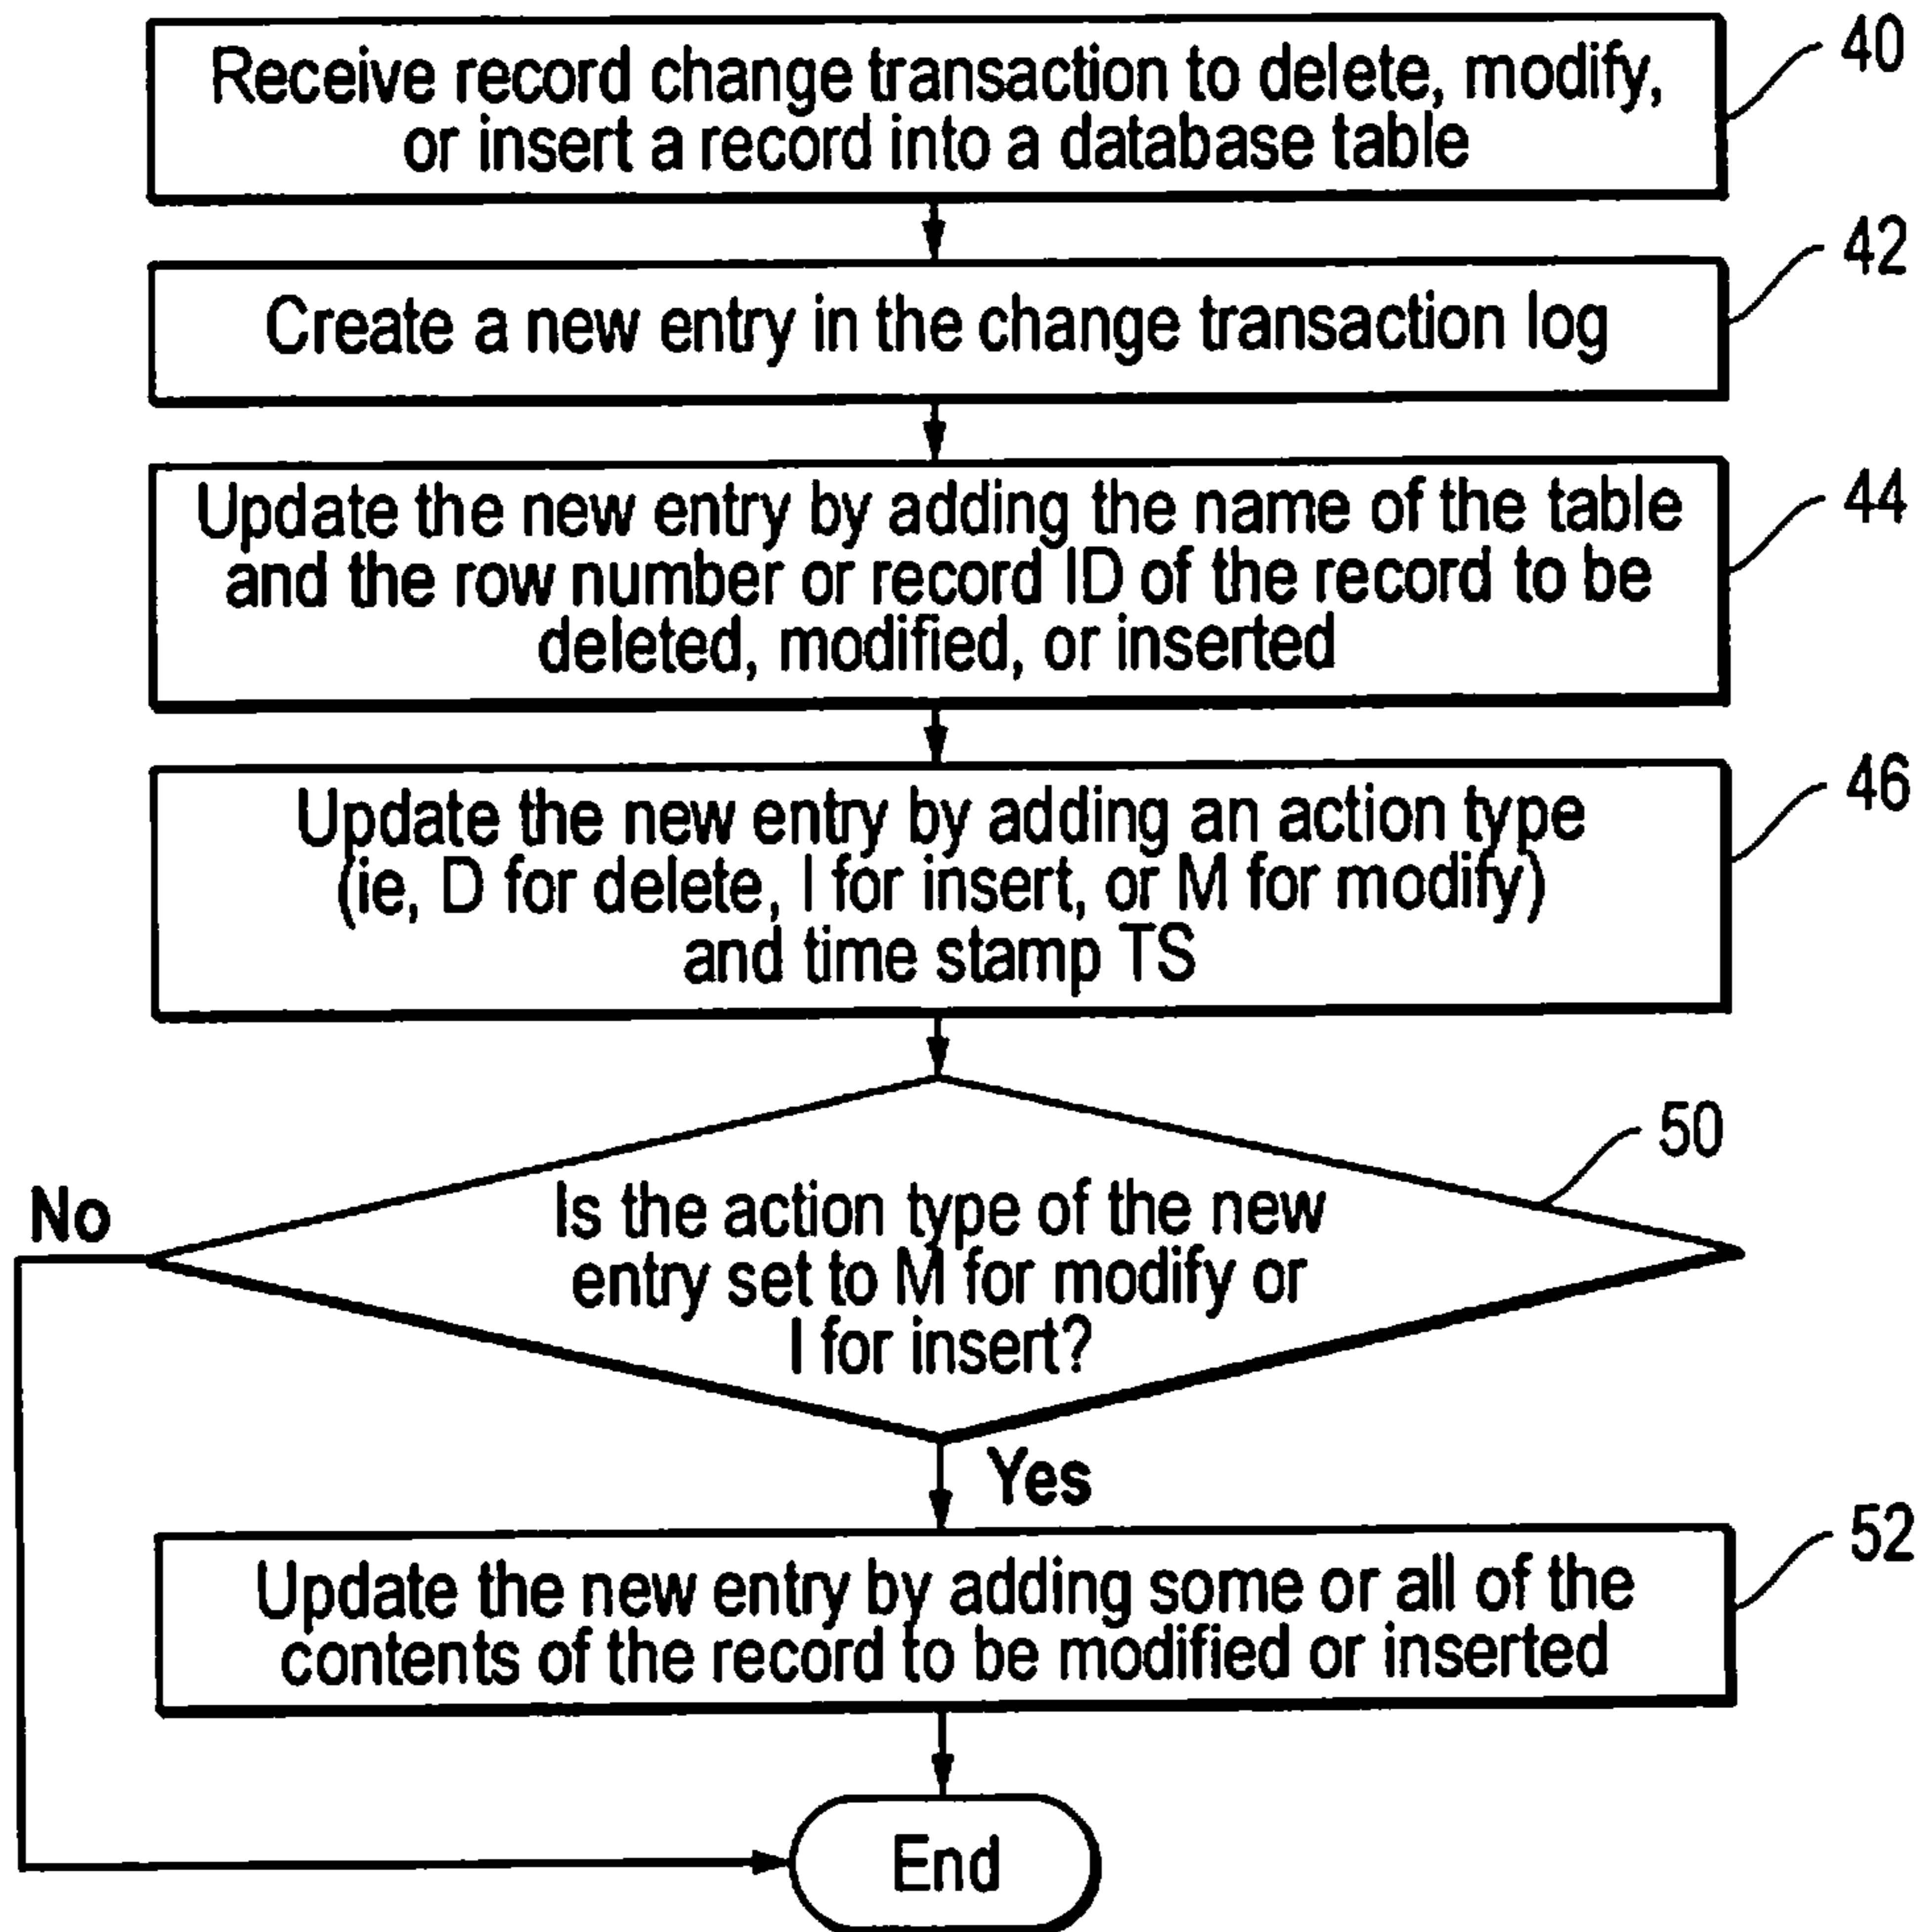 Receive record change transaction to delete, modify,
or insert a record into a database table
40
Create a new entry in the change transaction log
42
Update the new entry by adding the name of the table
and the row number or record ID of the record to be
deleted, modified, or inserted
44
Update the new entry by adding an action type
(ie, D for delete, I for insert, or M for modify)
and time stamp TS
46
Is the action type of the new
entry set to M for modify or
I for insert?
50
No
Yes
Update the new entry by adding some or all of the
contents of the record to be modified or inserted
52
End